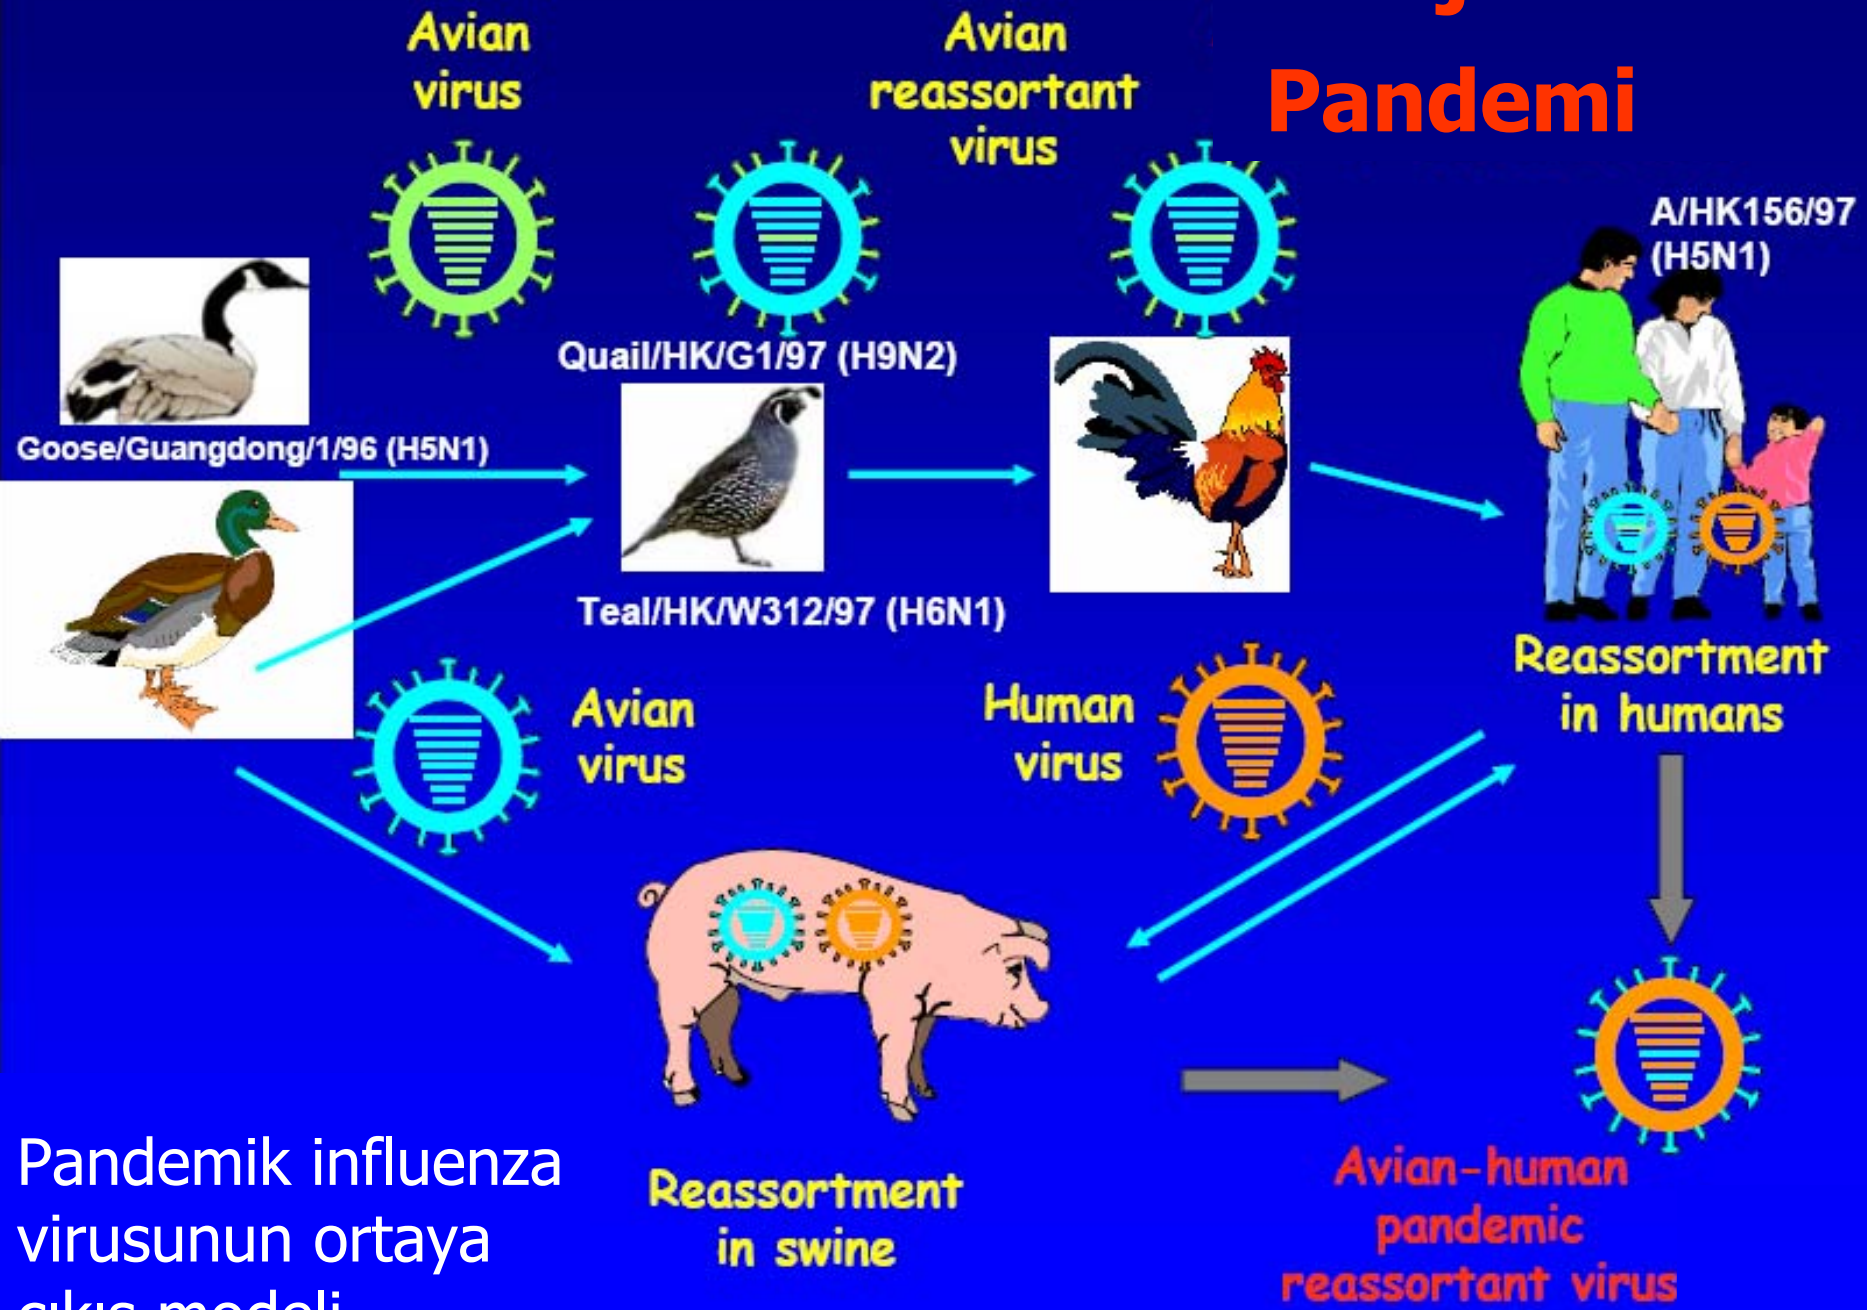 Pandemi
Avian
virus
Avian
reassortant
virus
A/HK156/97
(H5N1)
Quail/HK/G1/97 (H9N2)
Goose/Guangdong/1/96 (H5N1)
Teal/HK/W312/97 (H6N1)
Avian
virus
Human
virus
Reassortment
in humans
Reassortment
in swine
Avian-human
pandemic
reassortant virus
Pandemik influenza
virusunun ortaya
çıkış modeli